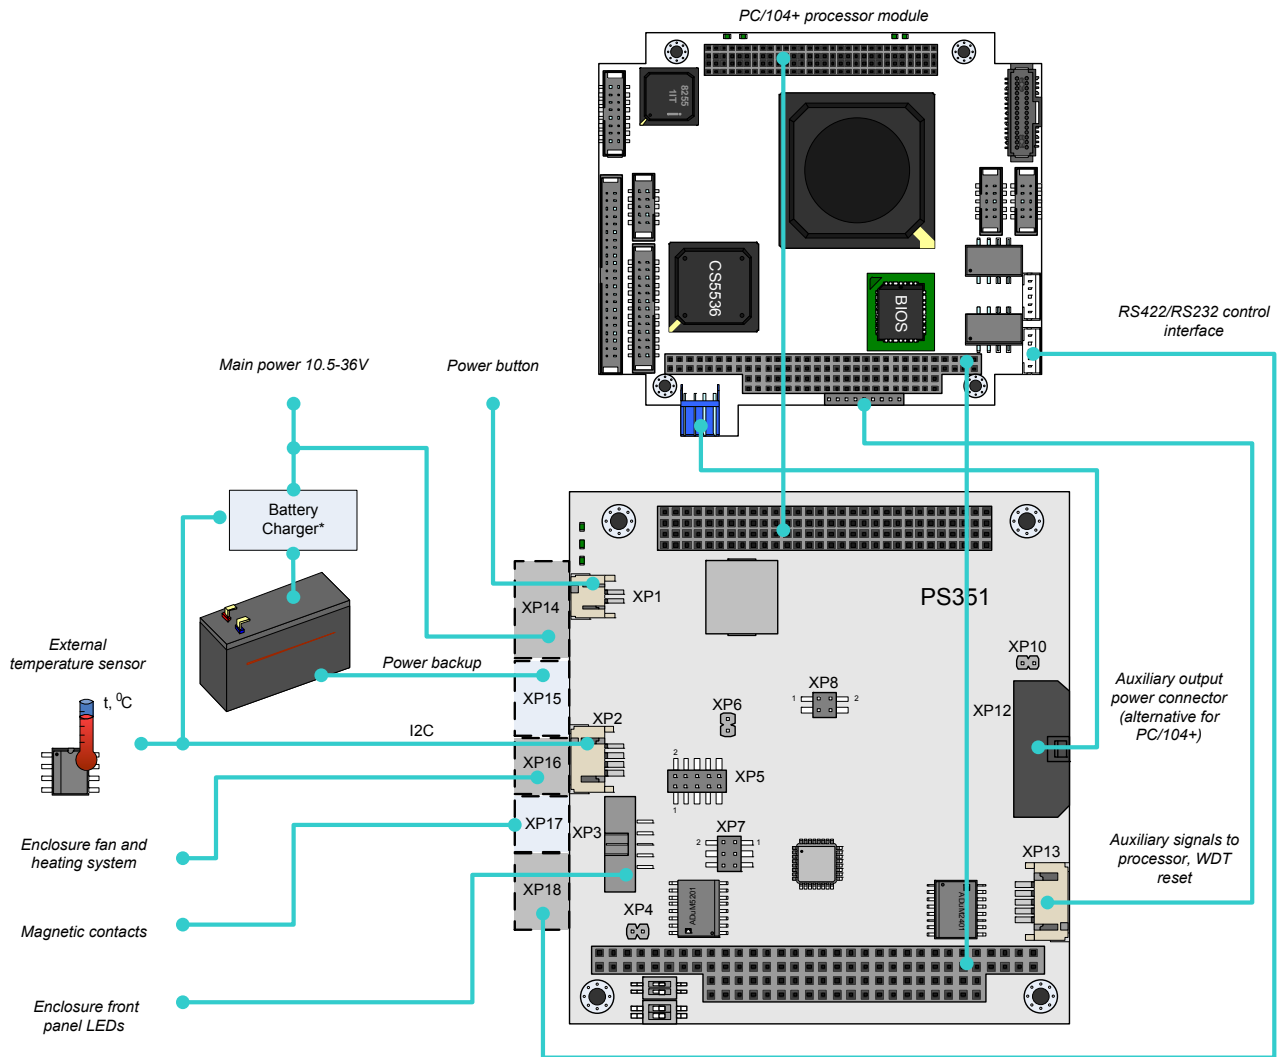 PC/104+ processor module
8255
1IT
CS5536
BIOS
RS422/RS232 control
interface
Main power 10.5-36V
Power button
Battery
Charger*
XP14
XP1
PS351
External
temperature sensor
t, ⁰C
Power backup
XP15
XP10
XP8
1
2
XP6
XP12
Auxiliary output
power connector
(alternative for
PC/104+)
I2C
XP2
XP16
2
XP5
1
Enclosure fan and
heating system
XP17
XP3
XP7
2
1
XP13
Auxiliary signals to
processor, WDT
reset
XP18
XP4
ADuM5201
ADuM2401
Magnetic contacts
Enclosure front
panel LEDs